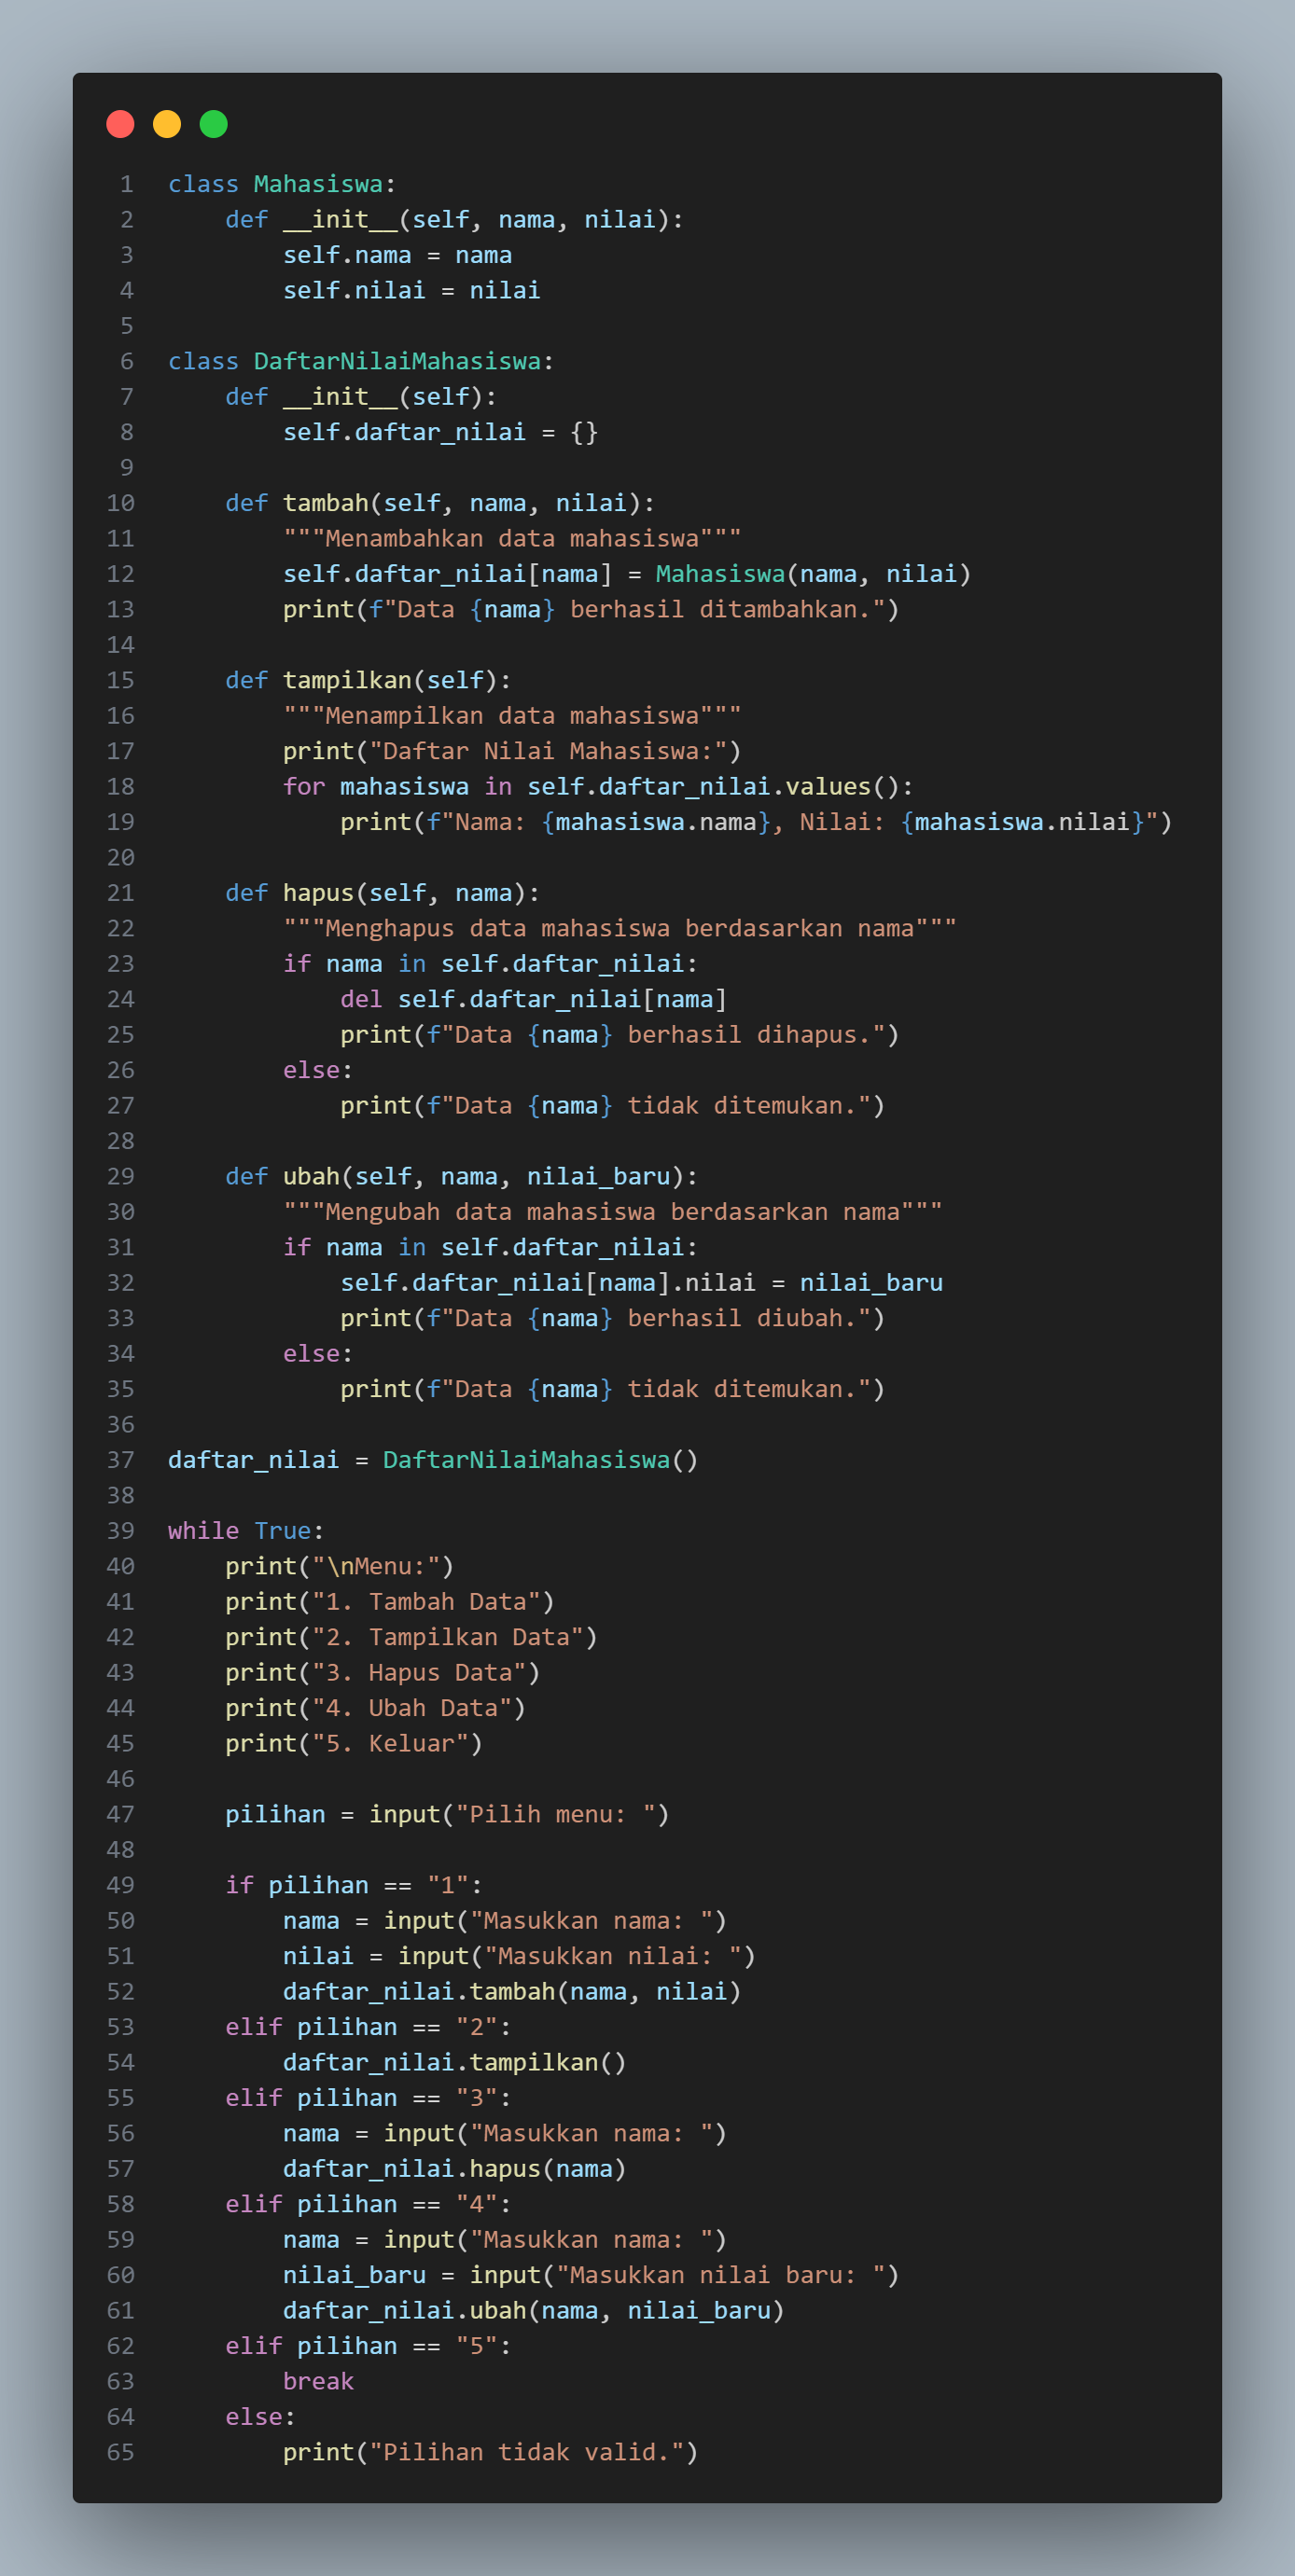 1 class Mahasiswa:
2     def __init__(self, nama, nilai):
3         self.nama = nama
4         self.nilai = nilai
5
6 class DaftarNilaiMahasiswa:
7     def __init__(self):
8         self.daftar_nilai = {}
9
10     def tambah(self, nama, nilai):
11         """Menambahkan data mahasiswa"""
12         self.daftar_nilai[nama] = Mahasiswa(nama, nilai)
13         print(f"Data {nama} berhasil ditambahkan.")
14
15     def tampilkan(self):
16         """Menampilkan data mahasiswa"""
17         print("Daftar Nilai Mahasiswa:")
18         for mahasiswa in self.daftar_nilai.values():
19             print(f"Nama: {mahasiswa.nama}, Nilai: {mahasiswa.nilai}")
20
21     def hapus(self, nama):
22         """Menghapus data mahasiswa berdasarkan nama"""
23         if nama in self.daftar_nilai:
24             del self.daftar_nilai[nama]
25             print(f"Data {nama} berhasil dihapus.")
26         else:
27             print(f"Data {nama} tidak ditemukan.")
28
29     def ubah(self, nama, nilai_baru):
30         """Mengubah data mahasiswa berdasarkan nama"""
31         if nama in self.daftar_nilai:
32             self.daftar_nilai[nama].nilai = nilai_baru
33             print(f"Data {nama} berhasil diubah.")
34         else:
35             print(f"Data {nama} tidak ditemukan.")
36
37 daftar_nilai = DaftarNilaiMahasiswa()
38
39 while True:
40     print("\nMenu:")
41     print("1. Tambah Data")
42     print("2. Tampilkan Data")
43     print("3. Hapus Data")
44     print("4. Ubah Data")
45     print("5. Keluar")
46
47     pilihan = input("Pilih menu: ")
48
49     if pilihan == "1":
50         nama = input("Masukkan nama: ")
51         nilai = input("Masukkan nilai: ")
52         daftar_nilai.tambah(nama, nilai)
53     elif pilihan == "2":
54         daftar_nilai.tampilkan()
55     elif pilihan == "3":
56         nama = input("Masukkan nama: ")
57         daftar_nilai.hapus(nama)
58     elif pilihan == "4":
59         nama = input("Masukkan nama: ")
60         nilai_baru = input("Masukkan nilai baru: ")
61         daftar_nilai.ubah(nama, nilai_baru)
62     elif pilihan == "5":
63         break
64     else:
65         print("Pilihan tidak valid.")